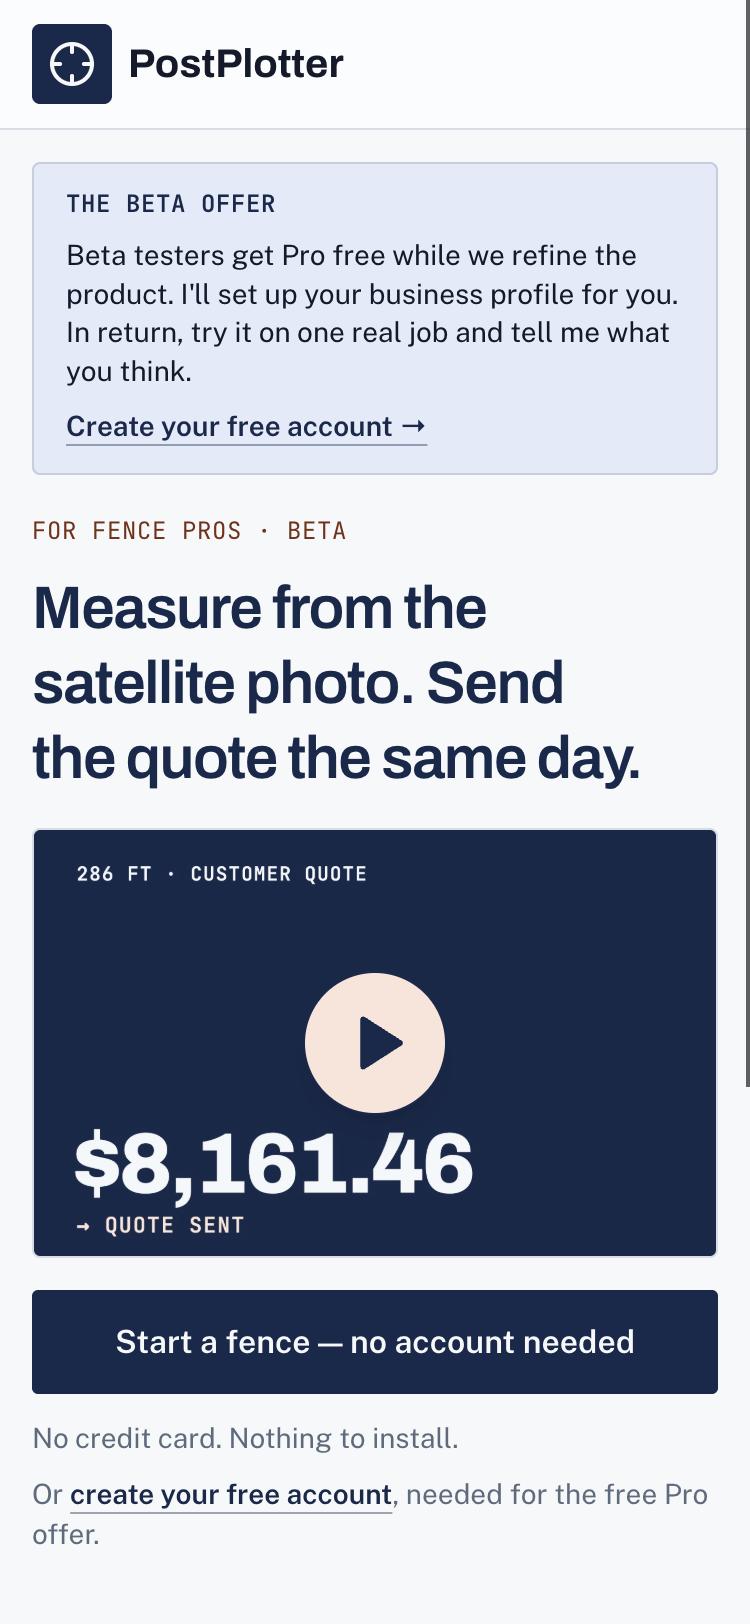 PostPlotter
THE BETA OFFER
Beta testers get Pro free while we refine the
product. I'll set up your business profile for you.
In return, try it on one real job and tell me what
you think.
Create your free account →
FOR FENCE PROS · BETA
Measure from the
satellite photo. Send
the quote the same day.
286 FT · CUSTOMER QUOTE
$8,161.46
→ QUOTE SENT
Start a fence — no account needed
No credit card. Nothing to install.
Or create your free account, needed for the free Pro
offer.